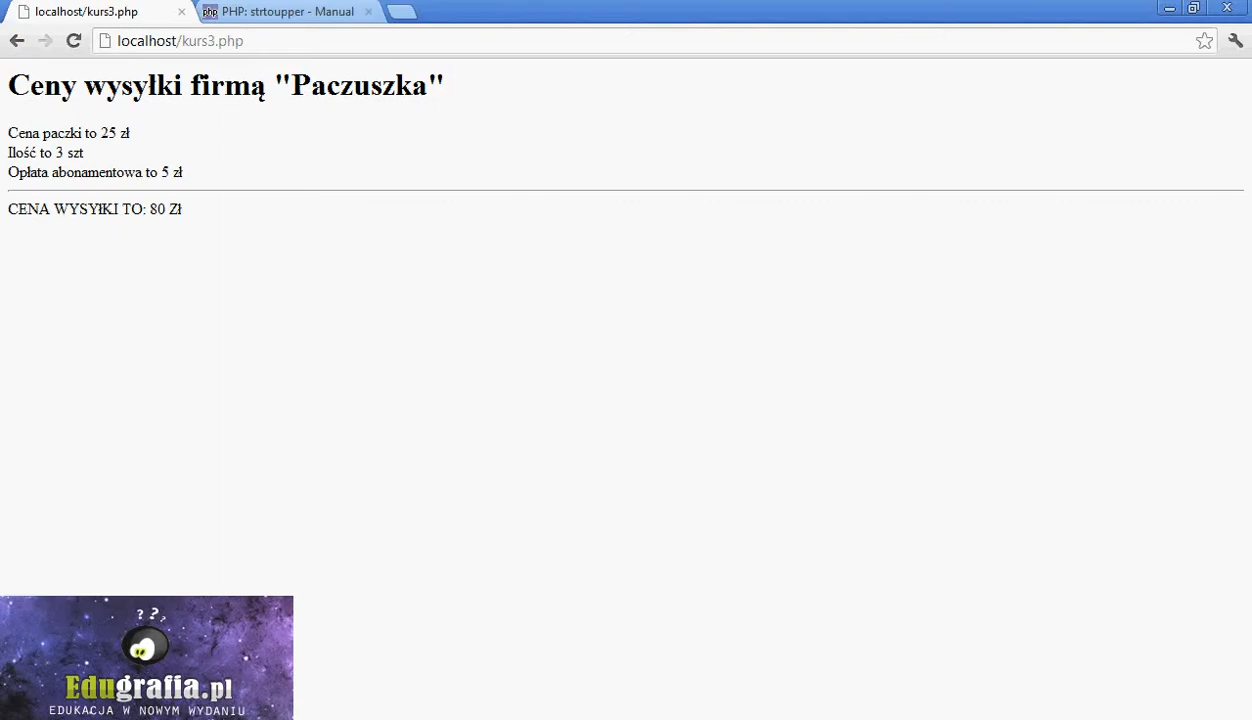 localhost/kurs3.php
PHP: strtoupper - Manual
localhost/kurs3.php
Ceny wysyłki firmą "Paczuszka"
Cena paczki to 25 zł
Ilość to 3 szt
Opłata abonamentowa to 5 zł
CENA WYSYłKI TO: 80 Zł
? ? ?
Edugrafia.pl
EDUKACJA W NOWYM WYDANIU